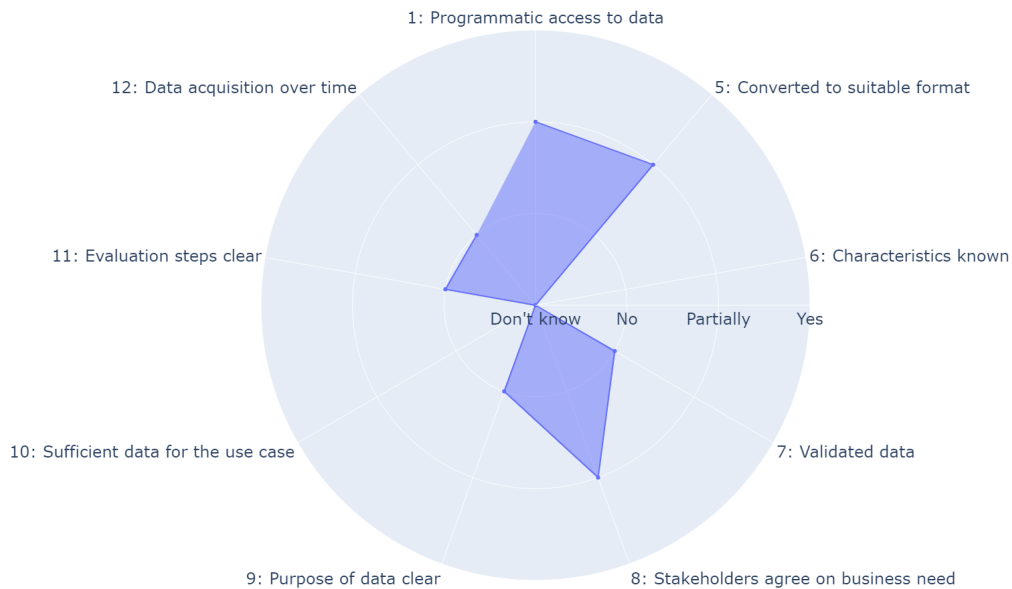 1: Programmatic access to data
12: Data acquisition over time
5: Converted to suitable format
11: Evaluation steps clear
6: Characteristics known
Don't know
No
Partially
Yes
10: Sufficient data for the use case
7: Validated data
9: Purpose of data clear
8: Stakeholders agree on business need